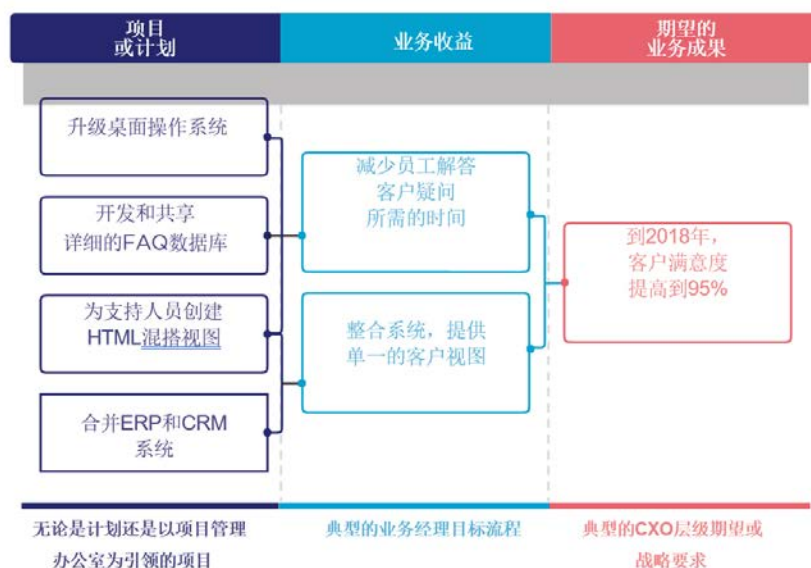 项目
或计划
业务收益
期望的
业务成果
升级桌面操作系统
开发和共享
详细的FAQ数据库
为支持人员创建
HTML混搭视图
合并ERP和CRM
系统
减少员工解答
客户疑问
所需的时间
整合系统，提供
单一的客户视图
到2018年，
客户满意度
提高到95%
无论是计划还是以项目管理
办公室为引领的项目
典型的业务经理目标流程
典型的CXO层级期望或
战略要求